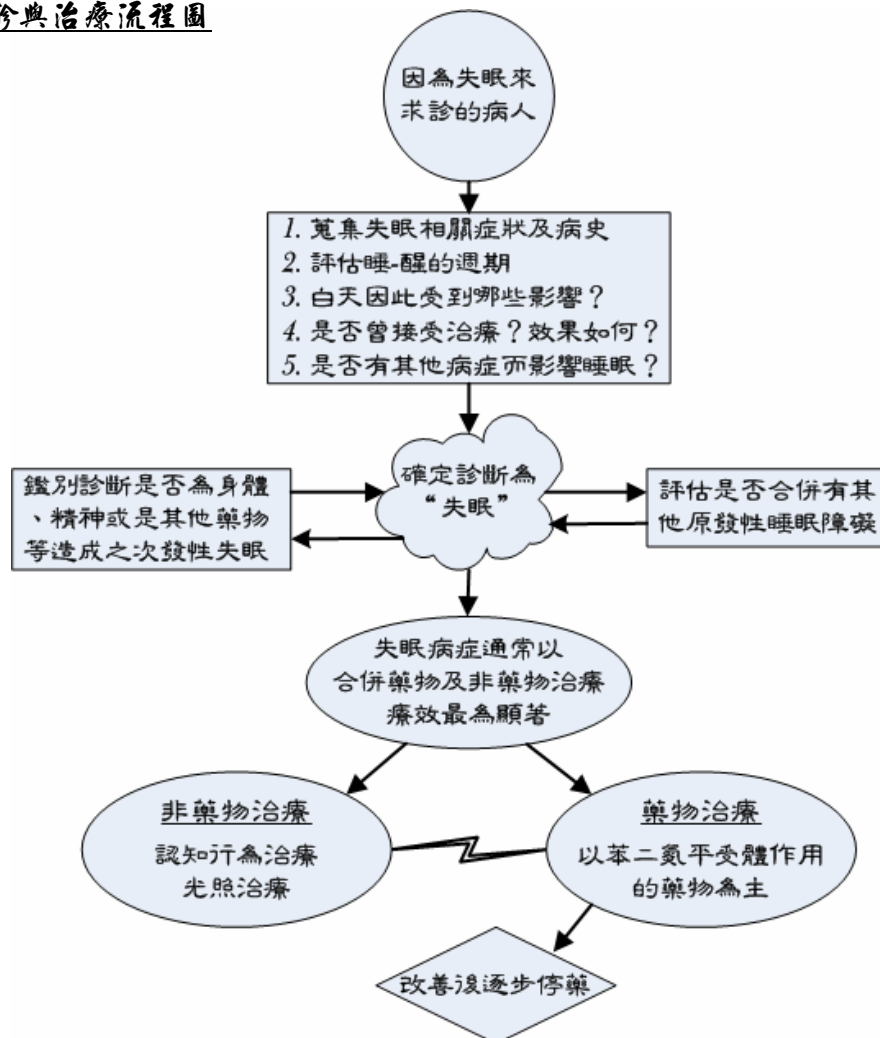 診與治療流程圖
因為失眠來
求診的病人
1. 蒐集失眠相關症狀及病史
2. 評估睡-醒的週期
3. 白天因此受到哪些影響？
4. 是否曾接受治療？效果如何？
5. 是否有其他病症而影響睡眠？
確定診斷為
“失眠”
鑑別診斷是否為身體
、精神或是其他藥物
等造成之次發性失眠
評估是否合併有其
他原發性睡眠障礙
失眠病症通常以
合併藥物及非藥物治療
療效最為顯著
非藥物治療
認知行為治療
光照治療
藥物治療
以苯二氮平受體作用
的藥物為主
改善後逐步停藥